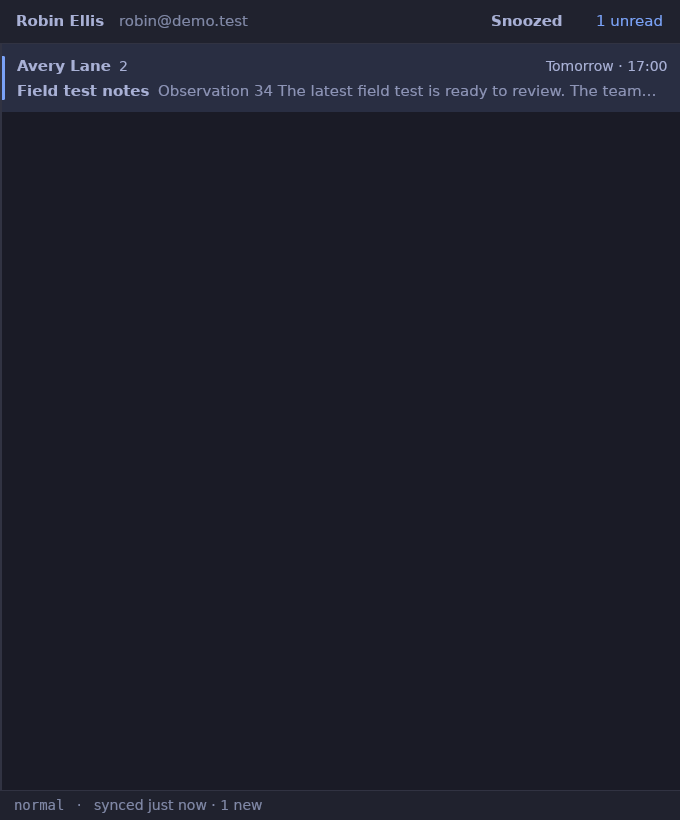 Robin Ellis robin@demo.test Snoozed 1 unread
Avery Lane 2 Tomorrow · 17:00
Field test notes Observation 34 The latest field test is ready to review. The team…
normal · synced just now · 1 new